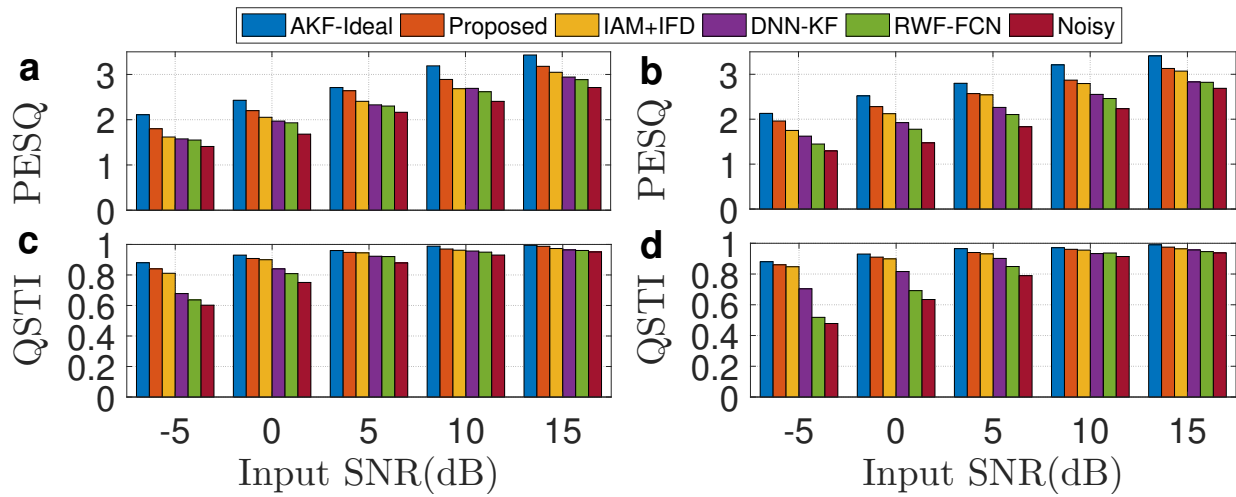 AKF-Ideal Proposed IAM+IFD DNN-KF RWF-FCN Noisy
a
PESQ
3
2
1
0
b
PESQ
3
2
1
0
c
QSTI
1
0.8
0.6
0.4
0.2
0
-5 0 5 10 15
Input SNR(dB)
d
QSTI
1
0.8
0.6
0.4
0.2
0
-5 0 5 10 15
Input SNR(dB)